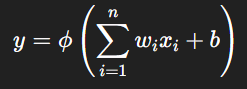 y = ϕ ( ∑_{i=1}^{n} w_i x_i + b )